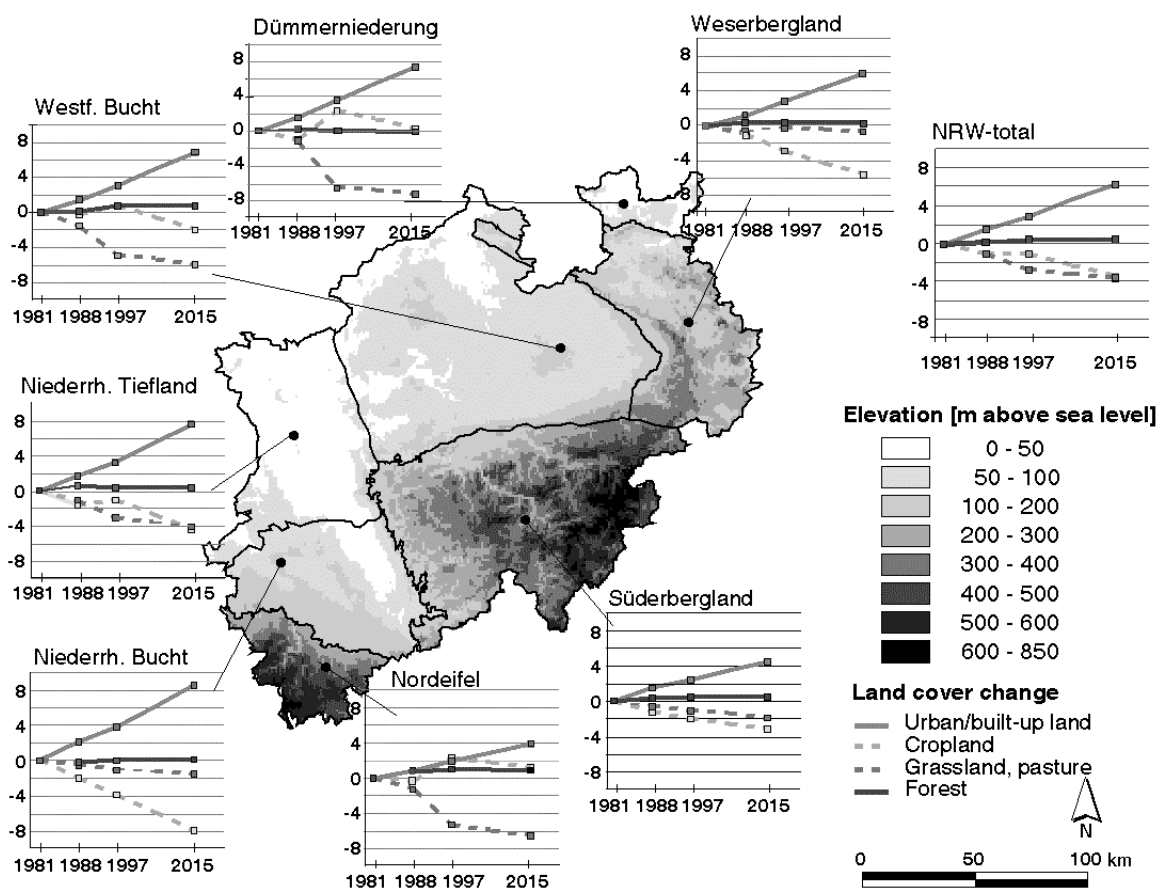 Dümmerniederung
8
4
0
-4
-8
1981 1988 1997 2015
Weserbergland
8
4
0
-4
-8
1981 1988 1997 2015
Westf. Bucht
8
4
0
-4
-8
1981 1988 1997 2015
NRW-total
8
4
0
-4
-8
1981 1988 1997 2015
Niederrh. Tiefland
8
4
0
-4
-8
1981 1988 1997 2015
Elevation [m above sea level]
0 - 50
50 - 100
100 - 200
200 - 300
300 - 400
400 - 500
500 - 600
600 - 850
Süderbergland
8
4
0
-4
-8
1981 1988 1997 2015
Niederrh. Bucht
8
4
0
-4
-8
1981 1988 1997 2015
Nordeifel
8
4
0
-4
-8
1981 1988 1997 2015
Land cover change
Urban/built-up land
Cropland
Grassland, pasture
Forest
N
0 50 100 km